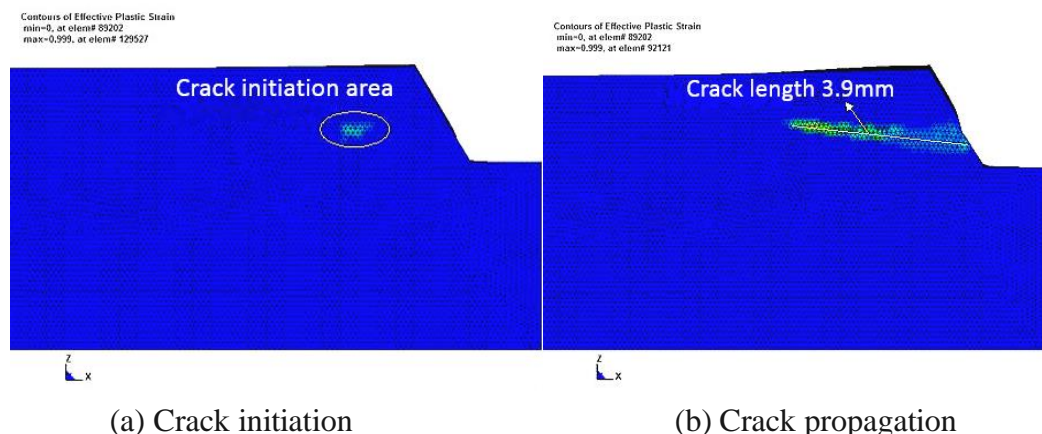 Contours of Effective Plastic Strain
min=0, at elem# 89202
max=0.999, at elem# 129527
Crack initiation area
Z
X
(a) Crack initiation
Contours of Effective Plastic Strain
min=0, at elem# 89202
max=0.999, at elem# 92121
Crack length 3.9mm
Z
X
(b) Crack propagation